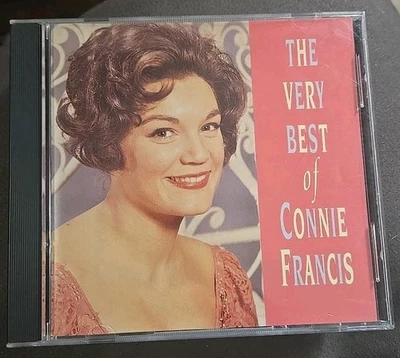 THE
VERY
BEST
of
CONNIE
FRANCIS